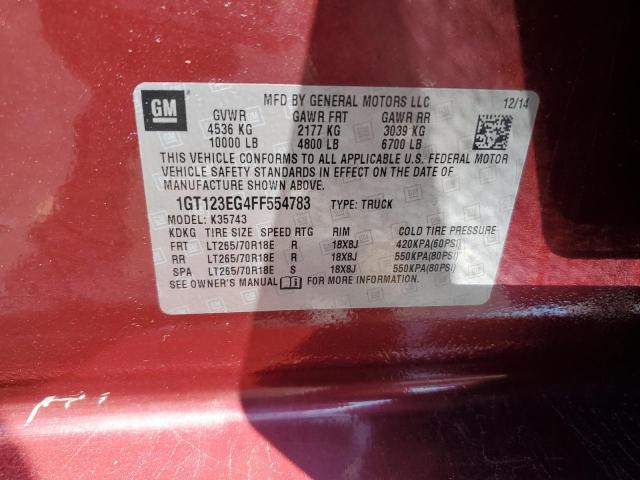 GM
MFD BY GENERAL MOTORS LLC 12/14
GVWR GAWR FRT GAWR RR
4536 KG 2177 KG 3039 KG
10000 LB 4800 LB 6700 LB
THIS VEHICLE CONFORMS TO ALL APPLICABLE U.S. FEDERAL MOTOR
VEHICLE SAFETY STANDARDS IN EFFECT ON THE DATE OF
MANUFACTURE SHOWN ABOVE.
1GT123EG4FF554783 TYPE: TRUCK
MODEL: K35743
KDKG TIRE SIZE SPEED RTG RIM COLD TIRE PRESSURE
FRT LT265/70R18E R 18X8J 420KPA(60PSI)
RR LT265/70R18E R 18X8J 550KPA(80PSI)
SPA LT265/70R18E S 18X8J 550KPA(80PSI)
SEE OWNER'S MANUAL FOR MORE INFORMATION.